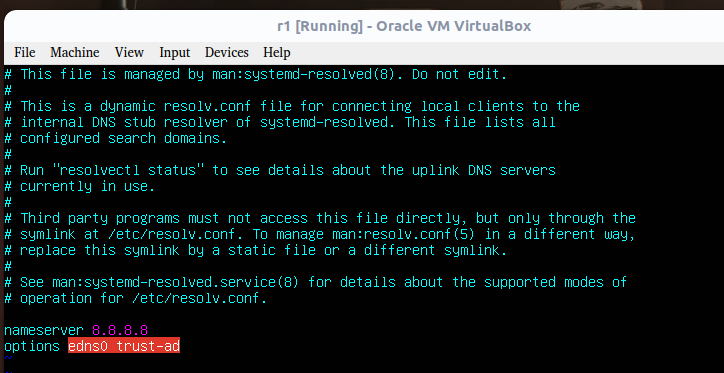 r1 [Running] - Oracle VM VirtualBox
File Machine View Input Devices Help
# This file is managed by man:systemd-resolved(8). Do not edit.
#
# This is a dynamic resolv.conf file for connecting local clients to the
# internal DNS stub resolver of systemd-resolved. This file lists all
# configured search domains.
#
# Run "resolvectl status" to see details about the uplink DNS servers
# currently in use.
#
# Third party programs must not access this file directly, but only through the
# symlink at /etc/resolv.conf. To manage man:resolv.conf(5) in a different way,
# replace this symlink by a static file or a different symlink.
#
# See man:systemd-resolved.service(8) for details about the supported modes of
# operation for /etc/resolv.conf.
nameserver 8.8.8.8
options edns0 trust-ad
~